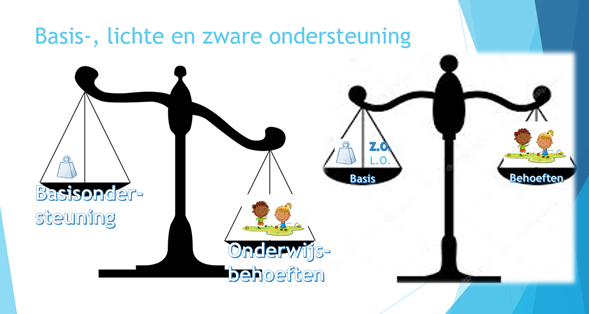 Basis-, lichte en zware ondersteuning
Basisonder-
steuning
Onderwijs-
behoeften
Z.O
L.O.
Basis
Behoeften